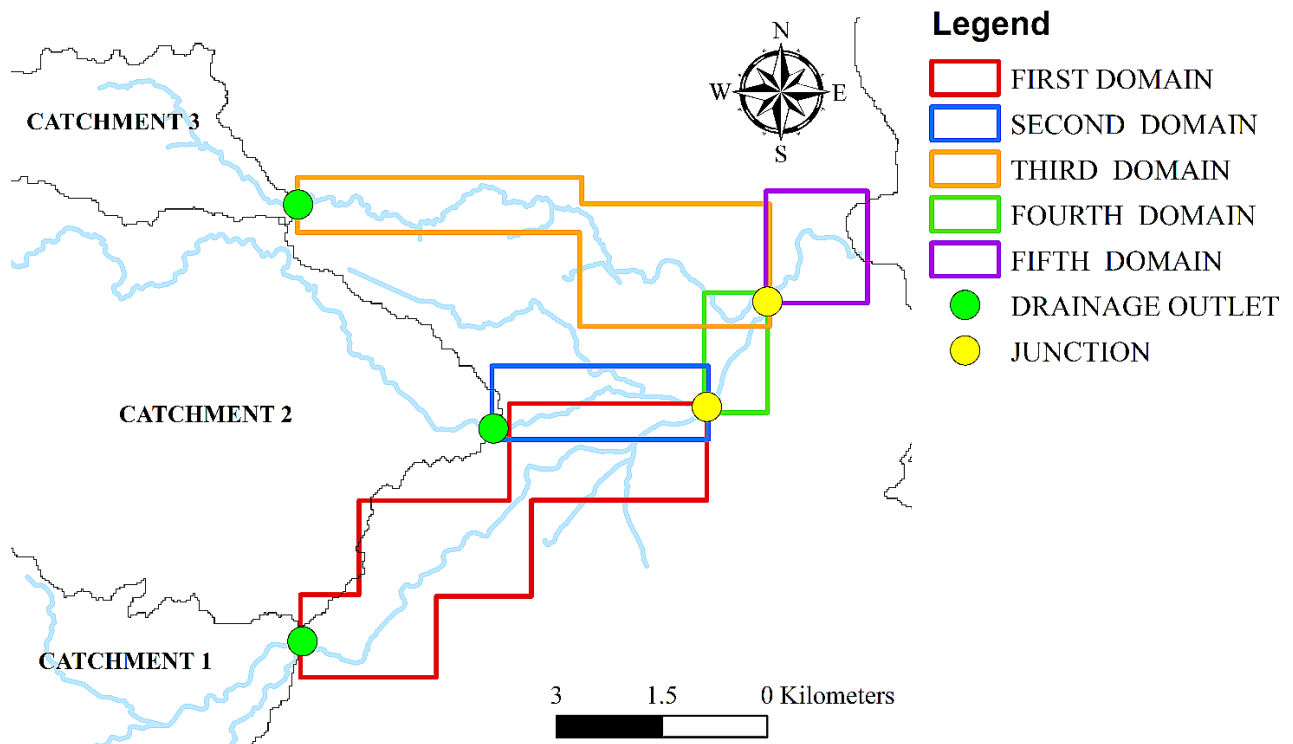 Legend
FIRST DOMAIN
SECOND DOMAIN
THIRD DOMAIN
FOURTH DOMAIN
FIFTH DOMAIN
DRAINAGE OUTLET
JUNCTION
N
W E
S
CATCHMENT 3
CATCHMENT 2
CATCHMENT 1
3 1.5 0 Kilometers